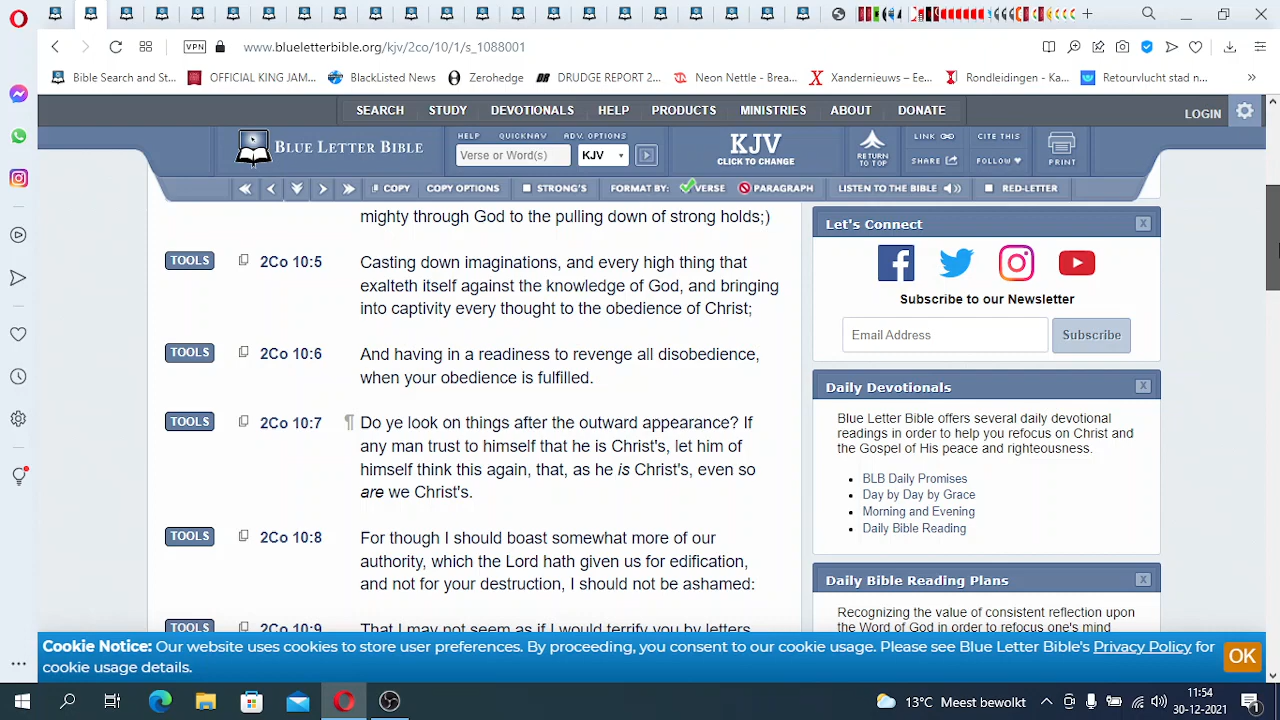 www.blueletterbible.org/kjv/2co/10/1/s_1088001
VPN
Bible Search and St...
OFFICIAL KING JAM...
BlackListed News
Zerohedge
DRUDGE REPORT 2...
Neon Nettle - Brea...
Xandernieuws – Ee...
Rondleidingen - Ka...
Retourvlucht stad n...
SEARCH STUDY DEVOTIONALS HELP PRODUCTS MINISTRIES ABOUT DONATE
LOGIN
BLUE LETTER BIBLE
HELP QUICKNAV ADV. OPTIONS
Verse or Word(s)
KJV
KJV
CLICK TO CHANGE
RETURN
TO TOP
LINK
SHARE
CITE THIS
FOLLOW
PRINT
COPY COPY OPTIONS STRONG'S FORMAT BY: VERSE PARAGRAPH LISTEN TO THE BIBLE RED-LETTER
mighty through God to the pulling down of strong holds;)
TOOLS 2Co 10:5 Casting down imaginations, and every high thing that
exalteth itself against the knowledge of God, and bringing
into captivity every thought to the obedience of Christ;
TOOLS 2Co 10:6 And having in a readiness to revenge all disobedience,
when your obedience is fulfilled.
TOOLS 2Co 10:7 ¶ Do ye look on things after the outward appearance? If
any man trust to himself that he is Christ's, let him of
himself think this again, that, as he is Christ's, even so
are we Christ's.
TOOLS 2Co 10:8 For though I should boast somewhat more of our
authority, which the Lord hath given us for edification,
and not for your destruction, I should not be ashamed:
TOOLS 2Co 10:9 That I may not seem as if I would terrify you by letters
Let's Connect
X
Subscribe to our Newsletter
Email Address
Subscribe
Daily Devotionals
X
Blue Letter Bible offers several daily devotional
readings in order to help you refocus on Christ and
the Gospel of His peace and righteousness.
BLB Daily Promises
Day by Day by Grace
Morning and Evening
Daily Bible Reading
Daily Bible Reading Plans
X
Recognizing the value of consistent reflection upon
the Word of God in order to refocus one's mind
Cookie Notice: Our website uses cookies to store user preferences. By proceeding, you consent to our cookie usage. Please see Blue Letter Bible's Privacy Policy for
cookie usage details.
OK
13°C Meest bewolkt
11:54
30-12-2021
1